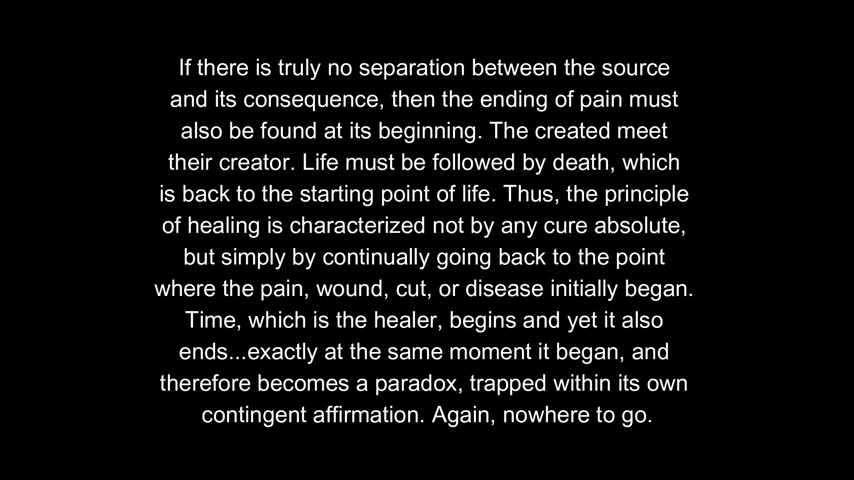 If there is truly no separation between the source
and its consequence, then the ending of pain must
also be found at its beginning. The created meet
their creator. Life must be followed by death, which
is back to the starting point of life. Thus, the principle
of healing is characterized not by any cure absolute,
but simply by continually going back to the point
where the pain, wound, cut, or disease initially began.
Time, which is the healer, begins and yet it also
ends...exactly at the same moment it began, and
therefore becomes a paradox, trapped within its own
contingent affirmation. Again, nowhere to go.